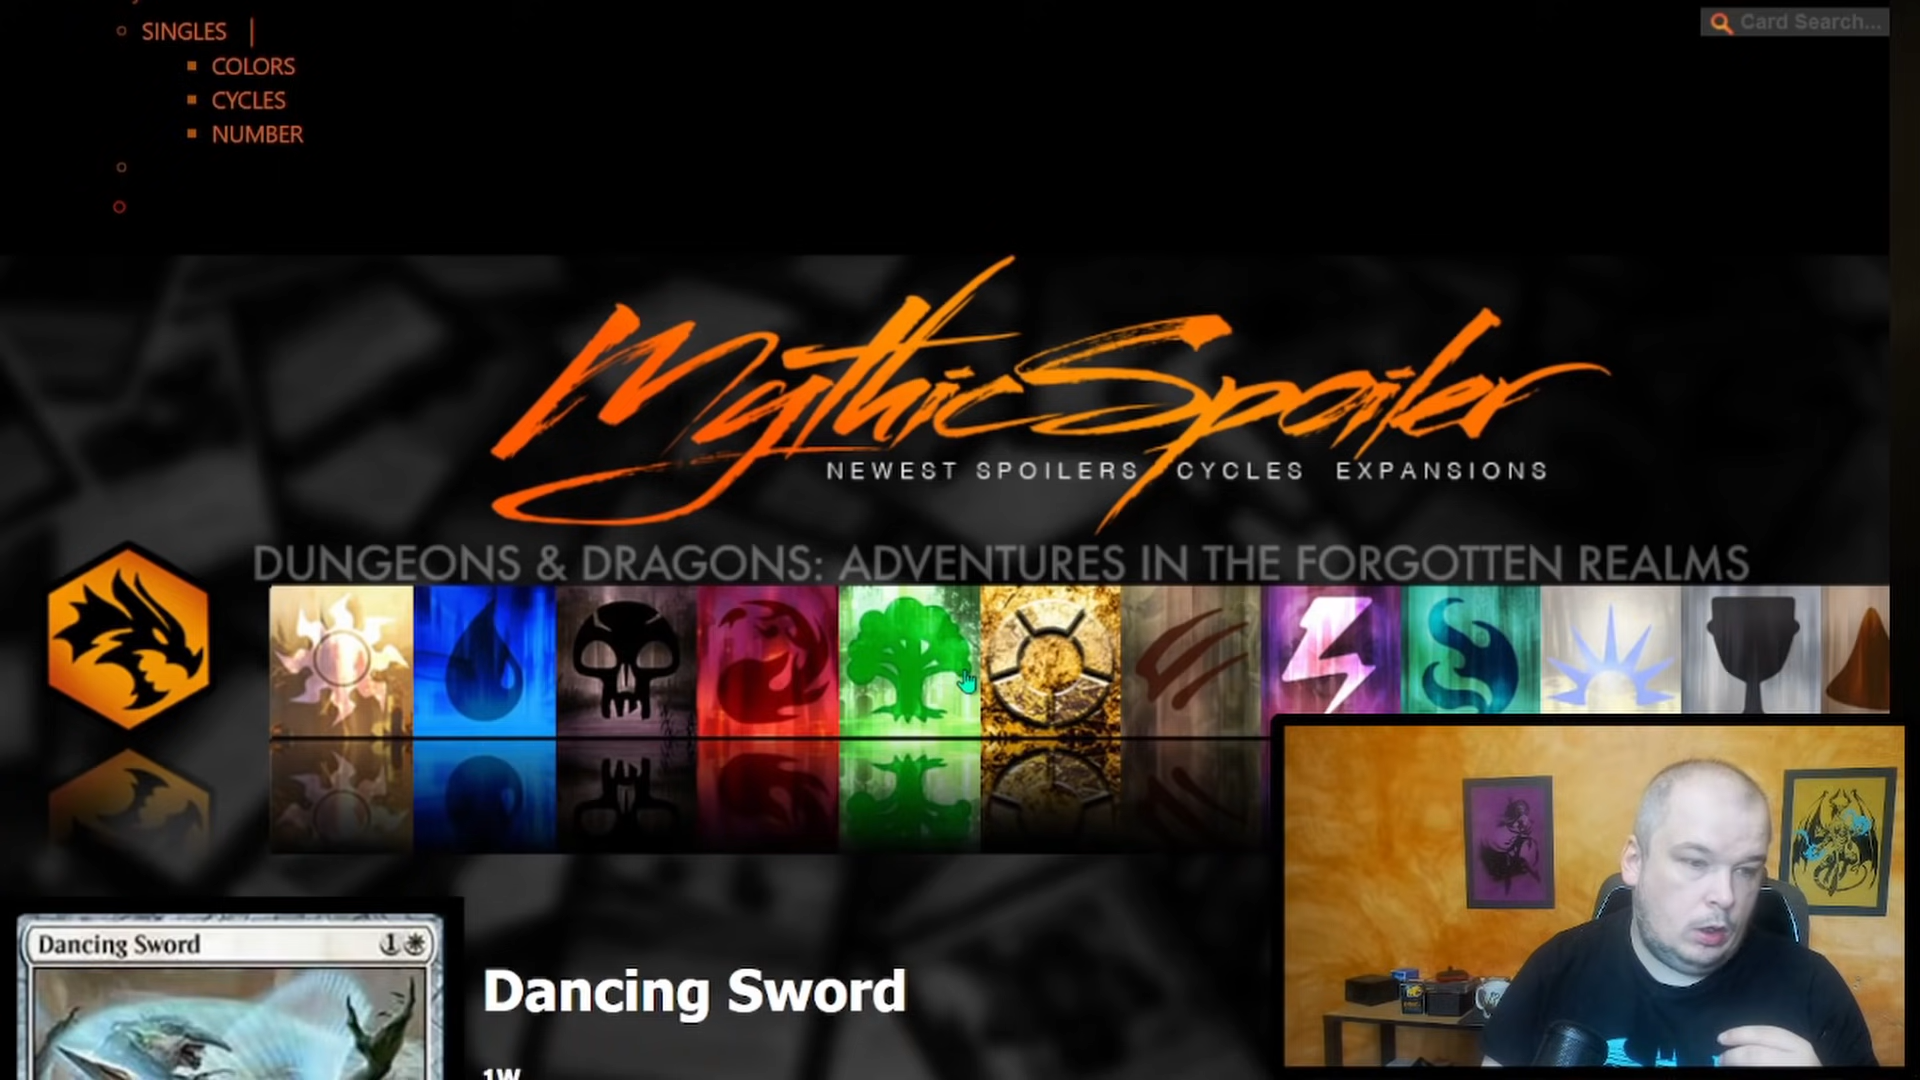 SINGLES |
COLORS
CYCLES
NUMBER
Card Search...
MythicSpoiler
NEWEST SPOILERS CYCLES EXPANSIONS
DUNGEONS & DRAGONS: ADVENTURES IN THE FORGOTTEN REALMS
Dancing Sword 1
Dancing Sword
1W